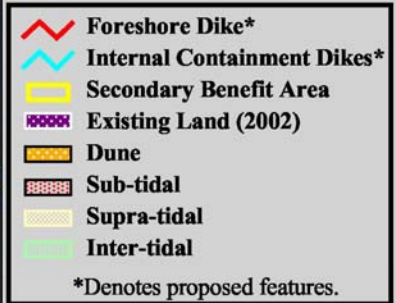 Foreshore Dike*
Internal Containment Dikes*
Secondary Benefit Area
Existing Land (2002)
Dune
Sub-tidal
Supra-tidal
Inter-tidal
*Denotes proposed features.